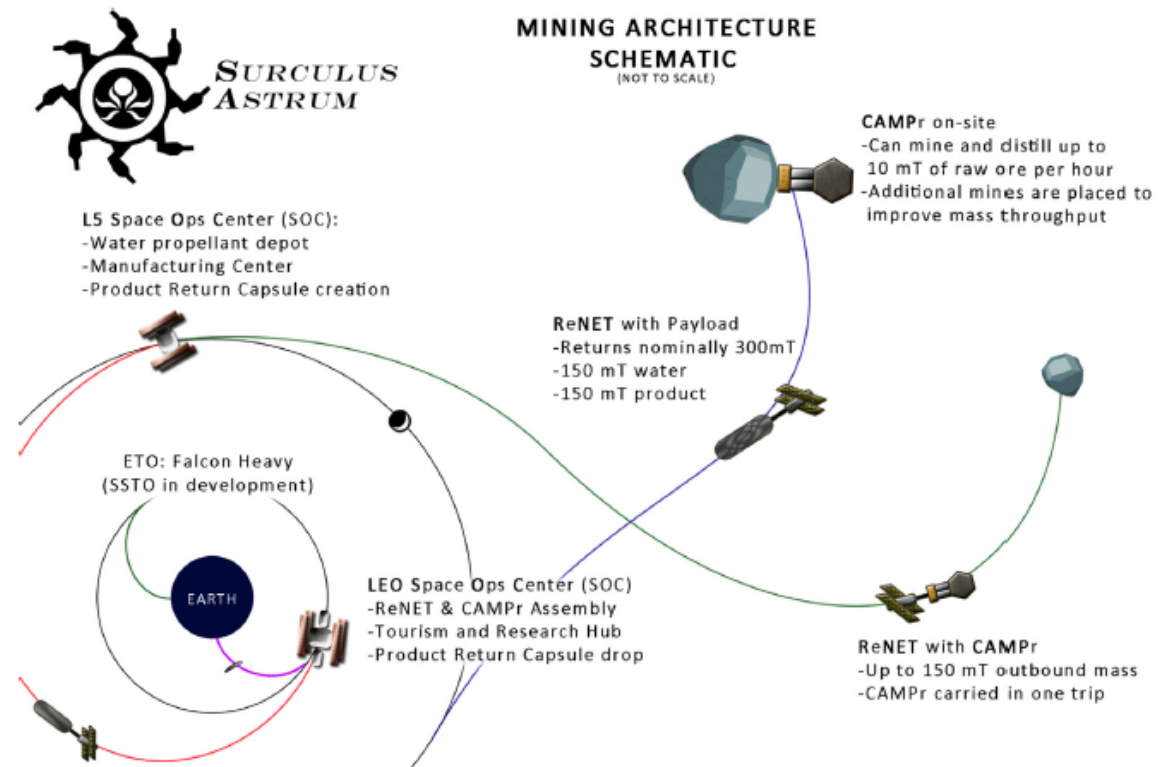 SURCULUS
ASTRUM
MINING ARCHITECTURE
SCHEMATIC
(NOT TO SCALE)
CAMPr on-site
-Can mine and distill up to
10 mT of raw ore per hour
-Additional mines are placed to
improve mass throughput
L5 Space Ops Center (SOC):
-Water propellant depot
-Manufacturing Center
-Product Return Capsule creation
ReNET with Payload
-Returns nominally 300mT
-150 mT water
-150 mT product
ETO: Falcon Heavy
(SSTO in development)
EARTH
LEO Space Ops Center (SOC)
-ReNET & CAMPr Assembly
-Tourism and Research Hub
-Product Return Capsule drop
ReNET with CAMPr
-Up to 150 mT outbound mass
-CAMPr carried in one trip